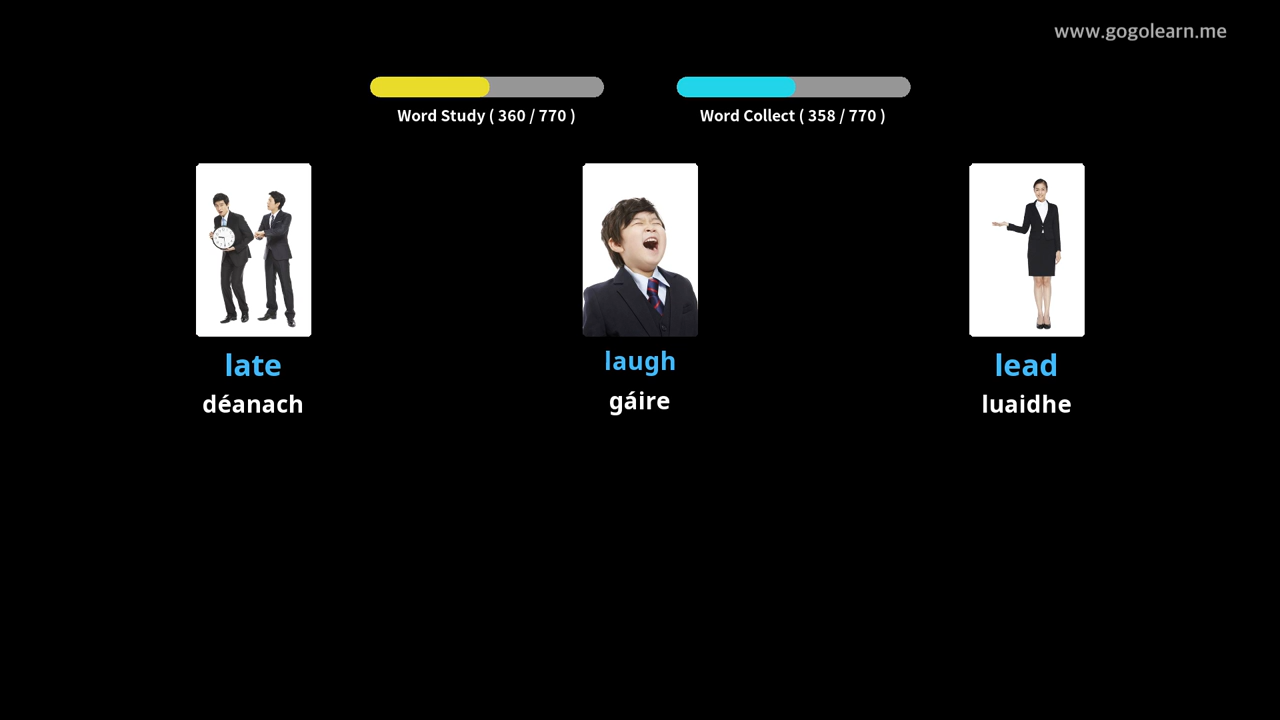 www.gogolearn.me
Word Study ( 360 / 770 )
Word Collect ( 358 / 770 )
late
déanach
laugh
gáire
lead
luaidhe